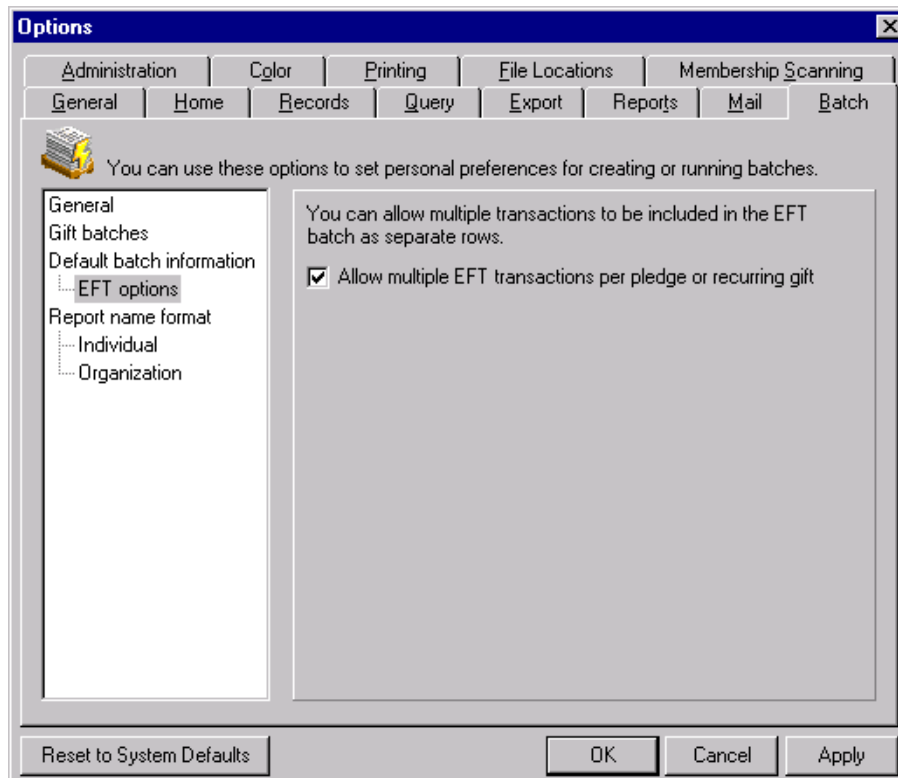 Options
Administration Color Printing File Locations Membership Scanning
General Home Records Query Export Reports Mail Batch
You can use these options to set personal preferences for creating or running batches.
General
Gift batches
Default batch information
EFT options
Report name format
Individual
Organization
You can allow multiple transactions to be included in the EFT
batch as separate rows.
Allow multiple EFT transactions per pledge or recurring gift
Reset to System Defaults OK Cancel Apply